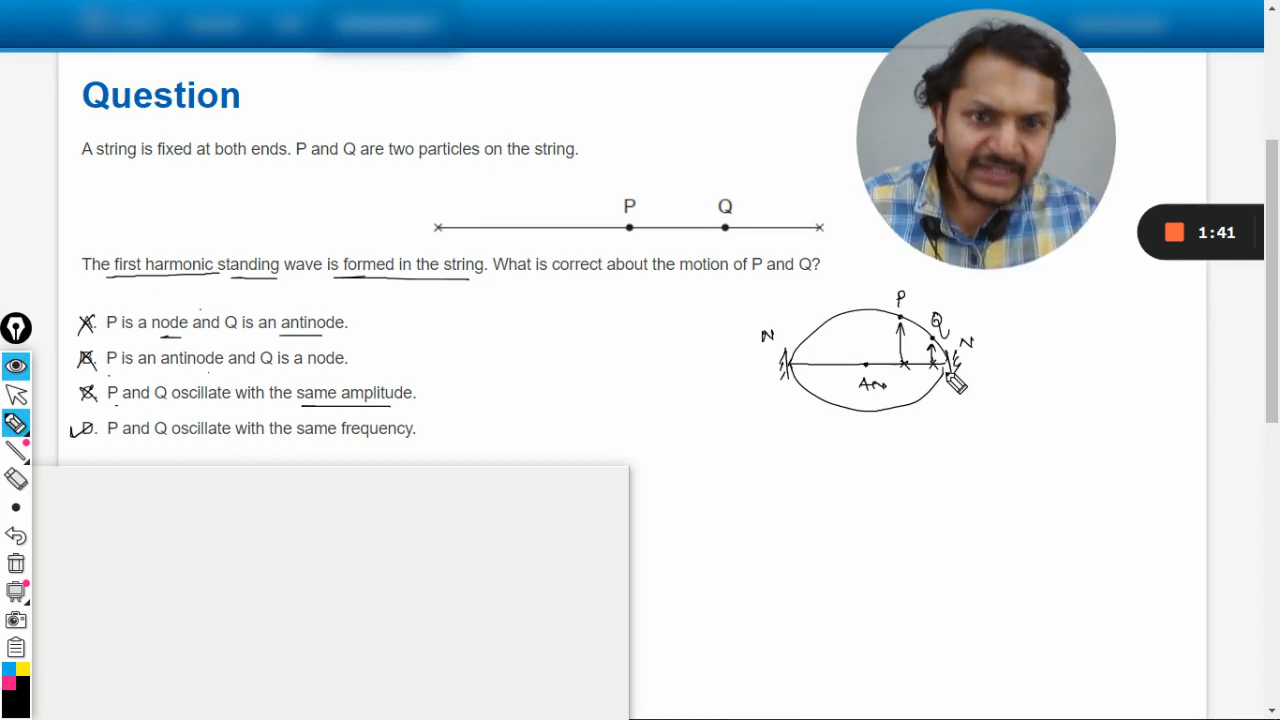 Question
A string is fixed at both ends. P and Q are two particles on the string.
P Q
1:41
The first harmonic standing wave is formed in the string. What is correct about the motion of P and Q?
A. P is a node and Q is an antinode.
B. P is an antinode and Q is a node.
C. P and Q oscillate with the same amplitude.
D. P and Q oscillate with the same frequency.
P
Q
N N
AN